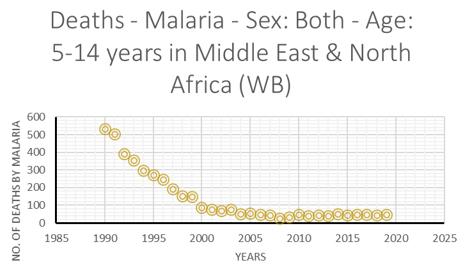 Deaths - Malaria - Sex: Both - Age:
5-14 years in Middle East & North
Africa (WB)
NO. OF DEATHS BY MALARIA
600
500
400
300
200
100
0
1985 1990 1995 2000 2005 2010 2015 2020 2025
YEARS